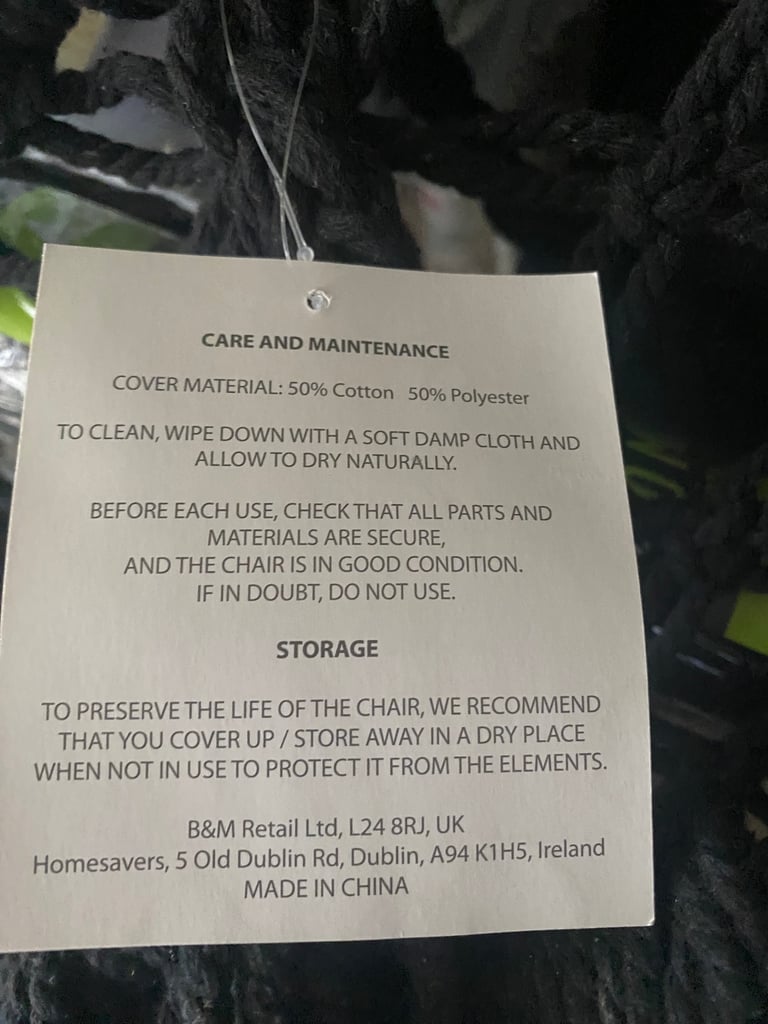 CARE AND MAINTENANCE
COVER MATERIAL: 50% Cotton 50% Polyester
TO CLEAN, WIPE DOWN WITH A SOFT DAMP CLOTH AND
ALLOW TO DRY NATURALLY.
BEFORE EACH USE, CHECK THAT ALL PARTS AND
MATERIALS ARE SECURE,
AND THE CHAIR IS IN GOOD CONDITION.
IF IN DOUBT, DO NOT USE.
STORAGE
TO PRESERVE THE LIFE OF THE CHAIR, WE RECOMMEND
THAT YOU COVER UP / STORE AWAY IN A DRY PLACE
WHEN NOT IN USE TO PROTECT IT FROM THE ELEMENTS.
B&M Retail Ltd, L24 8RJ, UK
Homesavers, 5 Old Dublin Rd, Dublin, A94 K1H5, Ireland
MADE IN CHINA